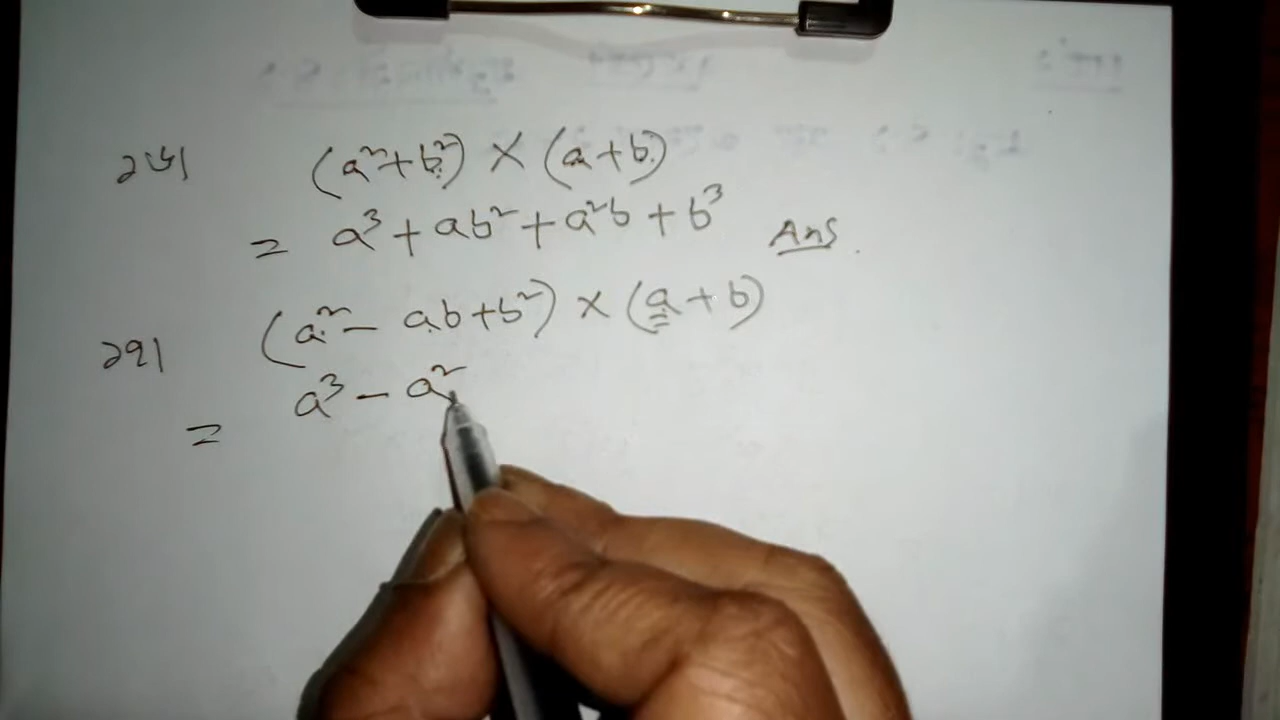 ২৬। (a²+b²) × (a+b)
= a³ + ab² + a²b + b³ Ans.
২৭। (a² - ab + b²) × (a + b)
= a³ - a²